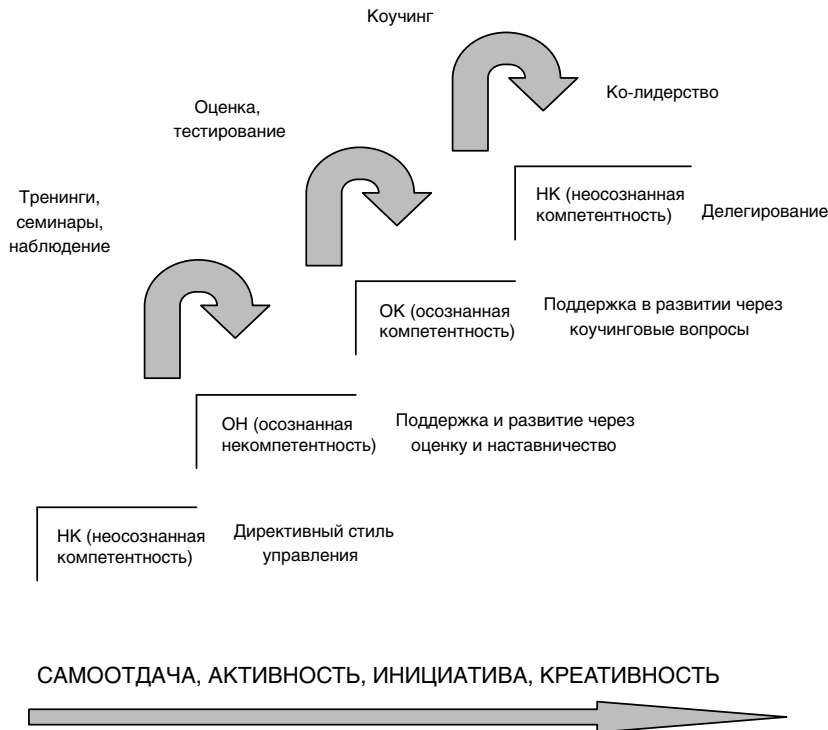 Коучинг
Ко-лидерство
Оценка,
тестирование
НК (неосознанная
компетентность)
Делегирование
Тренинги,
семинары,
наблюдение
ОК (осознанная
компетентность)
Поддержка в развитии через
коучинговые вопросы
ОН (осознанная
некомпетентность)
Поддержка и развитие через
оценку и наставничество
НК (неосознанная
компетентность)
Директивный стиль
управления
САМООТДАЧА, АКТИВНОСТЬ, ИНИЦИАТИВА, КРЕАТИВНОСТЬ